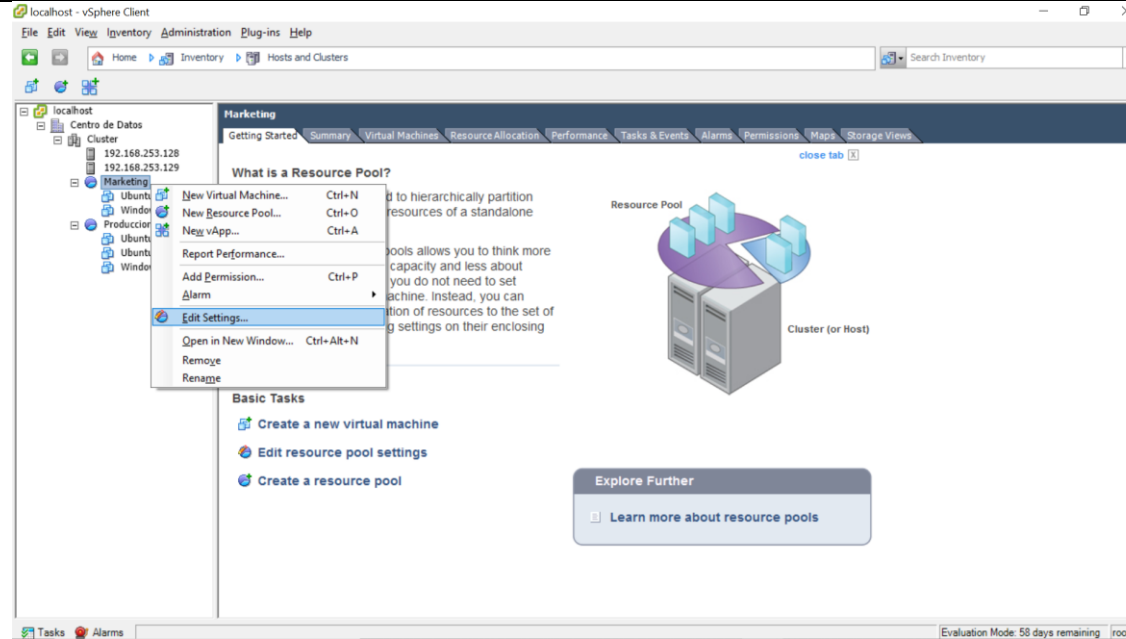 localhost - vSphere Client
File Edit View Inventory Administration Plug-ins Help
Home Inventory Hosts and Clusters
Search Inventory
localhost
Centro de Datos
Cluster
192.168.253.128
192.168.253.129
Marketing
Ubuntu
Produccion
Ubuntu
Ubuntu
Marketing
Getting Started Summary Virtual Machines Resource Allocation Performance Tasks & Events Alarms Permissions Maps Storage Views
close tab X
What is a Resource Pool?
d to hierarchically partition
resources of a standalone
ools allows you to think more
capacity and less about
you do not need to set
achine. Instead, you can
tion of resources to the set of
g settings on their enclosing
New Virtual Machine... Ctrl+N
New Resource Pool... Ctrl+O
New vApp... Ctrl+A
Report Performance...
Add Permission... Ctrl+P
Alarm
Edit Settings...
Open in New Window... Ctrl+Alt+N
Remove
Rename
Resource Pool
Cluster (or Host)
Basic Tasks
Create a new virtual machine
Edit resource pool settings
Create a resource pool
Explore Further
Learn more about resource pools
Tasks Alarms
Evaluation Mode: 58 days remaining roo